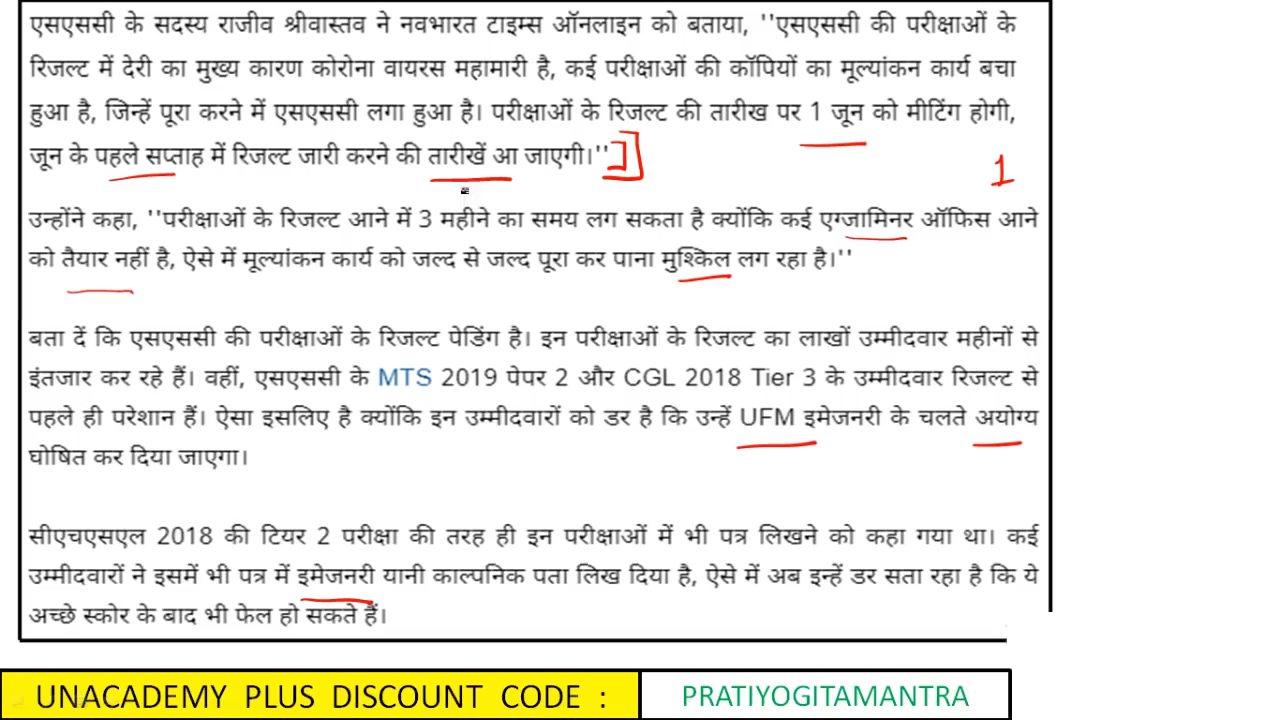 एसएससी के सदस्य राजीव श्रीवास्तव ने नवभारत टाइम्स ऑनलाइन को बताया, ''एसएससी की परीक्षाओं के
रिजल्ट में देरी का मुख्य कारण कोरोना वायरस महामारी है, कई परीक्षाओं की कॉपियों का मूल्यांकन कार्य बचा
हुआ है, जिन्हें पूरा करने में एसएससी लगा हुआ है। परीक्षाओं के रिजल्ट की तारीख पर 1 जून को मीटिंग होगी,
जून के पहले सप्ताह में रिजल्ट जारी करने की तारीखें आ जाएगी।''
1
उन्होंने कहा, ''परीक्षाओं के रिजल्ट आने में 3 महीने का समय लग सकता है क्योंकि कई एग्जामिनर ऑफिस आने
को तैयार नहीं है, ऐसे में मूल्यांकन कार्य को जल्द से जल्द पूरा कर पाना मुश्किल लग रहा है।''
बता दें कि एसएससी की परीक्षाओं के रिजल्ट पेडिंग है। इन परीक्षाओं के रिजल्ट का लाखों उम्मीदवार महीनों से
इंतजार कर रहे हैं। वहीं, एसएससी के MTS 2019 पेपर 2 और CGL 2018 Tier 3 के उम्मीदवार रिजल्ट से
पहले ही परेशान हैं। ऐसा इसलिए है क्योंकि इन उम्मीदवारों को डर है कि उन्हें UFM इमेजनरी के चलते अयोग्य
घोषित कर दिया जाएगा।
सीएचएसएल 2018 की टियर 2 परीक्षा की तरह ही इन परीक्षाओं में भी पत्र लिखने को कहा गया था। कई
उम्मीदवारों ने इसमें भी पत्र में इमेजनरी यानी काल्पनिक पता लिख दिया है, ऐसे में अब इन्हें डर सता रहा है कि ये
अच्छे स्कोर के बाद भी फेल हो सकते हैं।
UNACADEMY PLUS DISCOUNT CODE :
PRATIYOGITAMANTRA